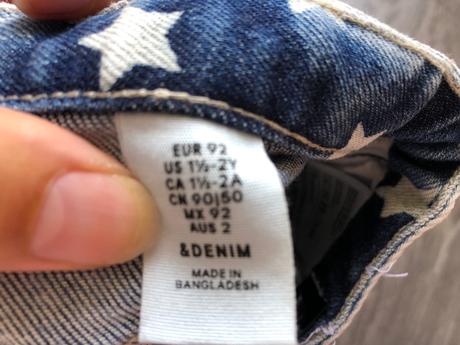 EUR 92
US 1½-2Y
CA 1½-2A
CN 90|50
MX 92
AUS 2
&DENIM
MADE IN
BANGLADESH